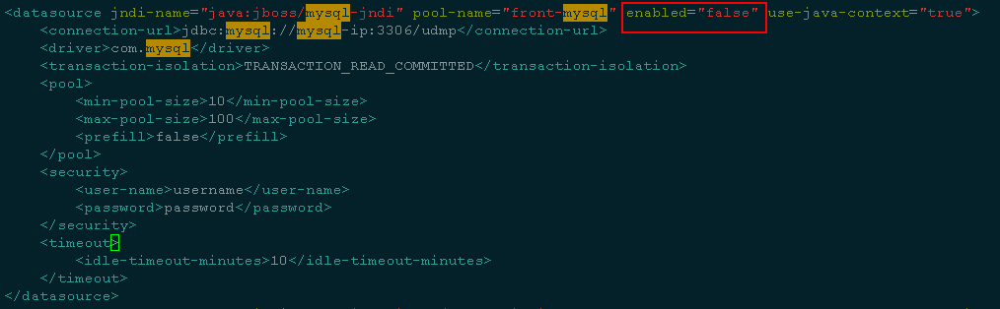 <datasource jndi-name="java:jboss/mysql-jndi" pool-name="front-mysql" enabled="false" use-java-context="true">
    <connection-url>jdbc:mysql://mysql-ip:3306/udmp</connection-url>
    <driver>com.mysql</driver>
    <transaction-isolation>TRANSACTION_READ_COMMITTED</transaction-isolation>
    <pool>
        <min-pool-size>10</min-pool-size>
        <max-pool-size>100</max-pool-size>
        <prefill>false</prefill>
    </pool>
    <security>
        <user-name>username</user-name>
        <password>password</password>
    </security>
    <timeout>
        <idle-timeout-minutes>10</idle-timeout-minutes>
    </timeout>
</datasource>